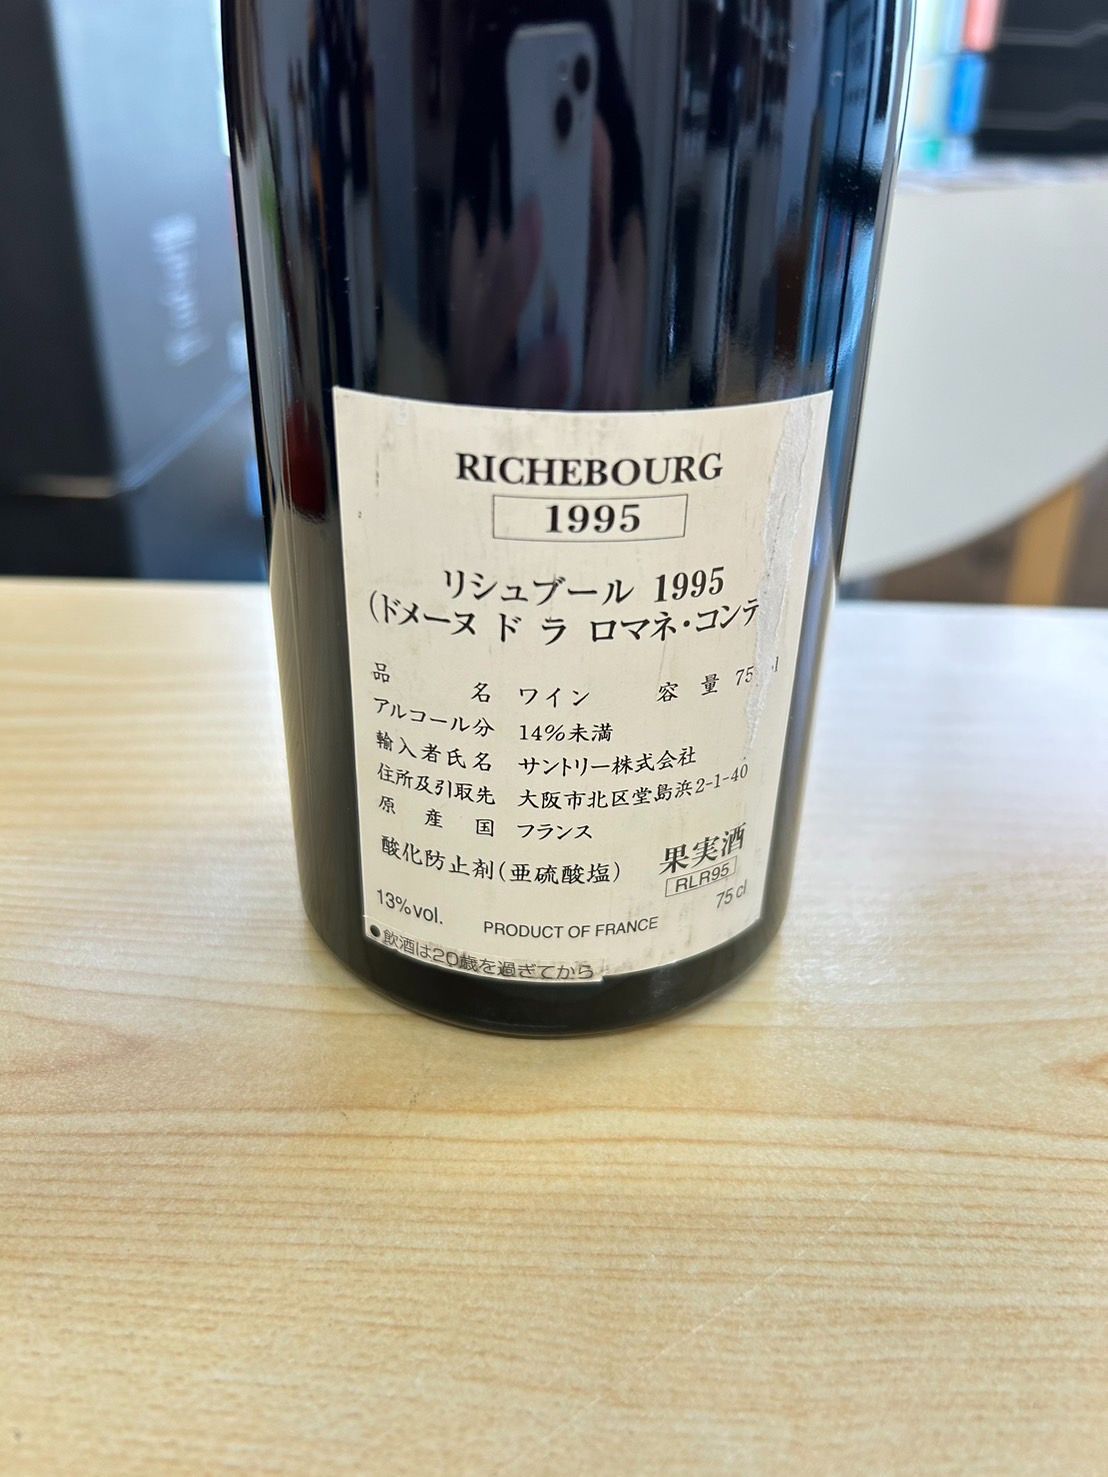 RICHEBOURG
1995
リシュブール 1995
(ドメーヌ ド ラ ロマネ・コンテ
品名 ワイン 容量 75 cl
アルコール分 14%未満
輸入者氏名 サントリー株式会社
住所及引取先 大阪市北区堂島浜2-1-40
原産国 フランス
酸化防止剤(亜硫酸塩) 果実酒
RLR95
13%vol. PRODUCT OF FRANCE 75 cl
●飲酒は20歳を過ぎてから